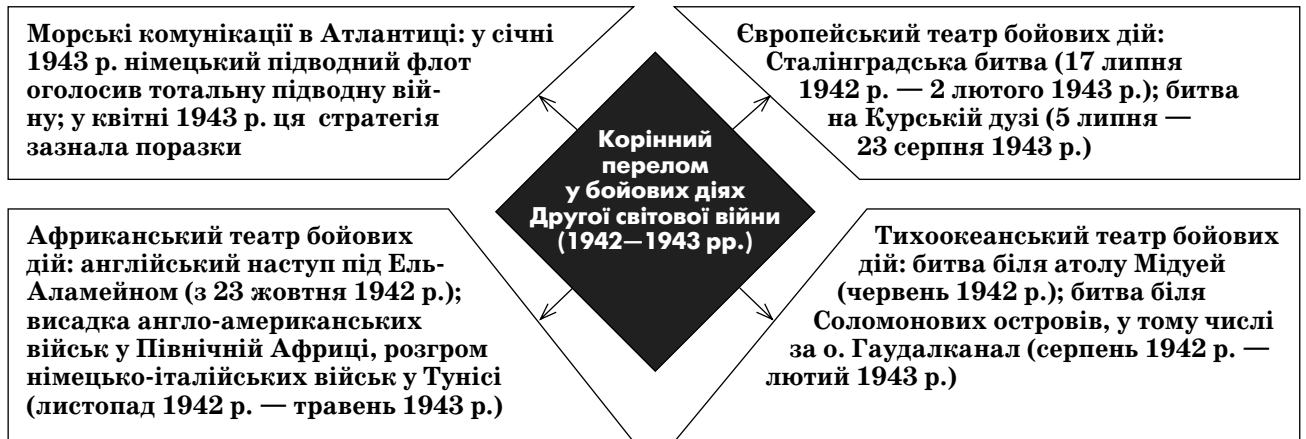 Морські комунікації в Атлантиці: у січні
1943 р. німецький підводний флот
оголосив тотальну підводну вій-
ну; у квітні 1943 р. ця стратегія
зазнала поразки
Європейський театр бойових дій:
Сталінградська битва (17 липня
1942 р. — 2 лютого 1943 р.); битва
на Курській дузі (5 липня —
23 серпня 1943 р.)
Корінний
перелом
у бойових діях
Другої світової війни
(1942—1943 рр.)
Африканський театр бойових
дій: англійський наступ під Ель-
Аламейном (з 23 жовтня 1942 р.);
висадка англо-американських
військ у Північній Африці, розгром
німецько-італійських військ у Тунісі
(листопад 1942 р. — травень 1943 р.)
Тихоокеанський театр бойових
дій: битва біля атолу Мідуей
(червень 1942 р.); битва біля
Соломонових островів, у тому числі
за о. Гаудалканал (серпень 1942 р. —
лютий 1943 р.)